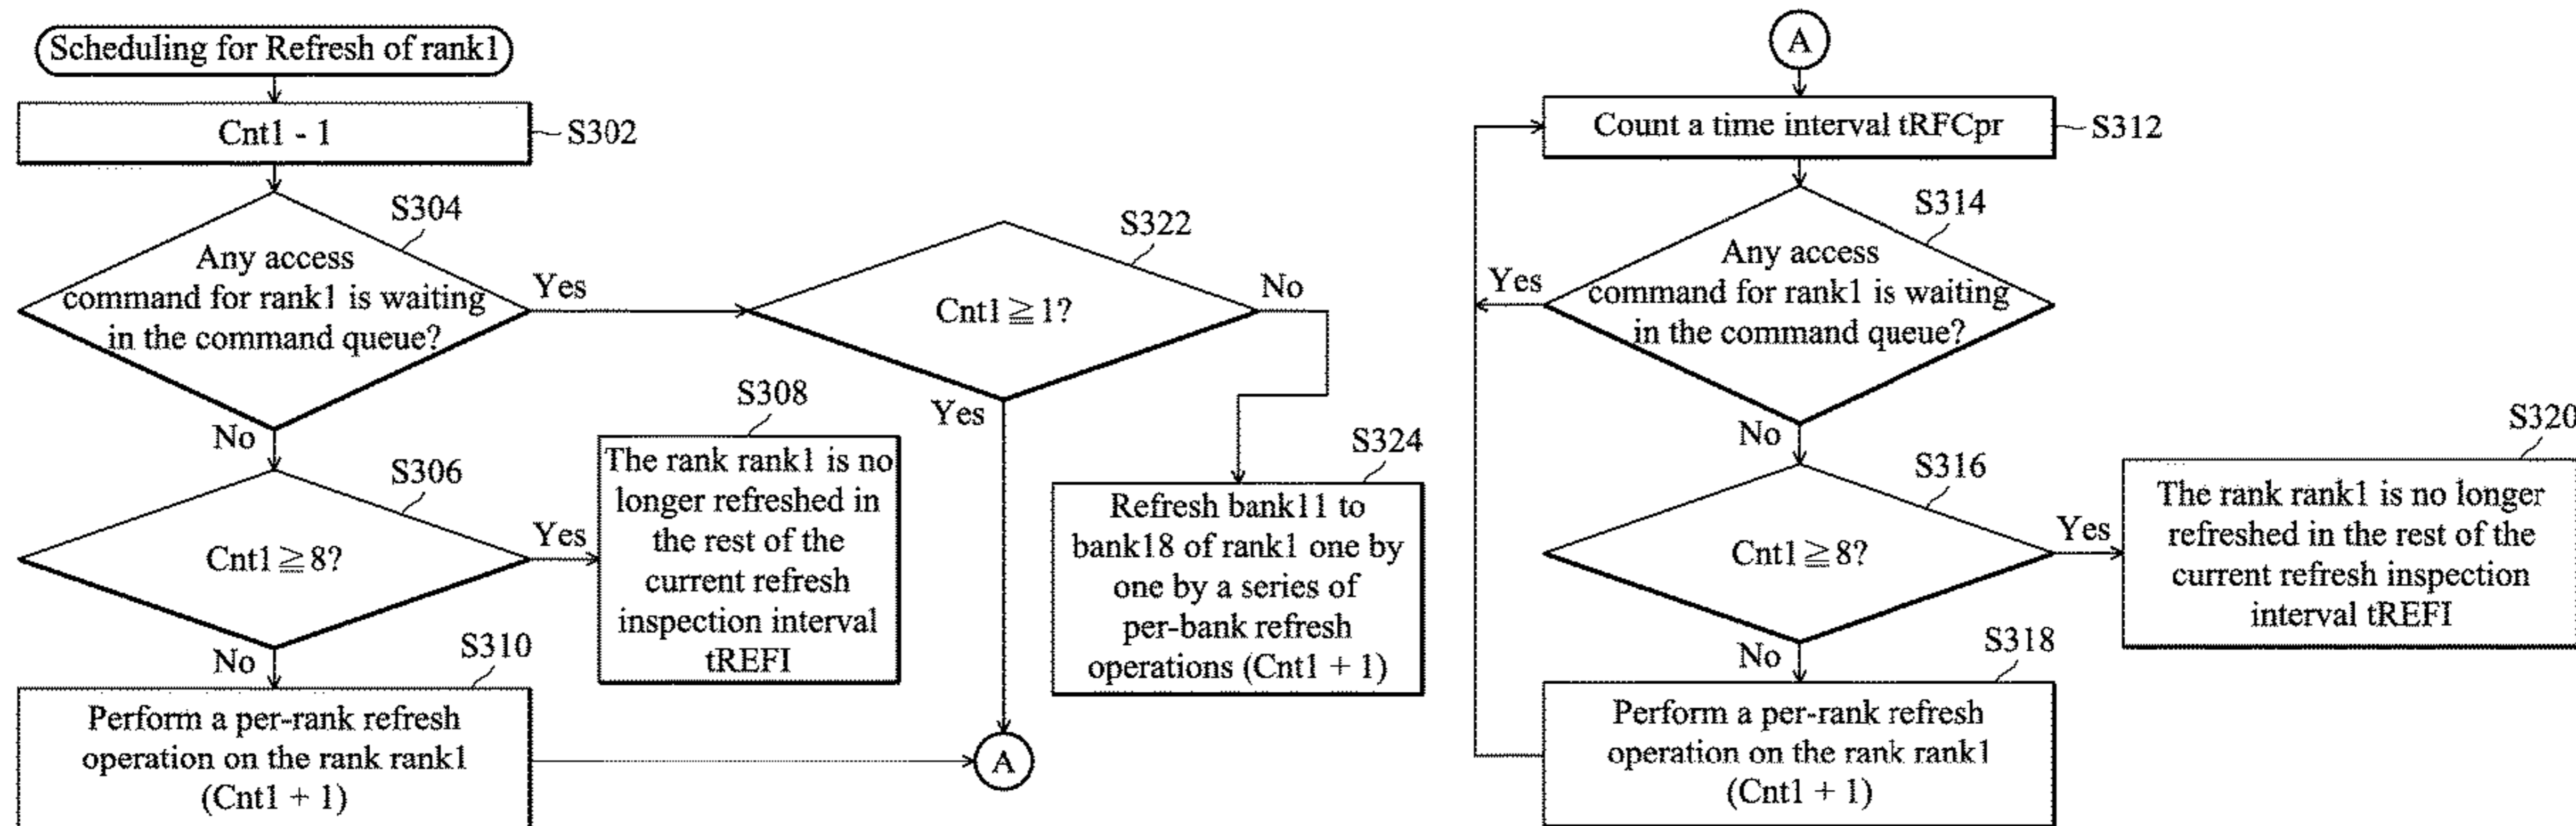 Scheduling for Refresh of rank1
Cnt1 - 1
S302
S304
Any access
command for rank1 is waiting
in the command queue?
Yes
No
S322
Cnt1 ≧ 1?
No
Yes
S306
Cnt1 ≧ 8?
Yes
No
S308
The rank rank1 is no
longer refreshed in
the rest of the
current refresh
inspection interval
tREFI
S324
Refresh bank11 to
bank18 of rank1 one by
one by a series of
per-bank refresh
operations (Cnt1 + 1)
S310
Perform a per-rank refresh
operation on the rank rank1
(Cnt1 + 1)
A
A
Count a time interval tRFCpr
S312
S314
Any access
command for rank1 is waiting
in the command queue?
Yes
No
S316
Cnt1 ≧ 8?
Yes
No
S320
The rank rank1 is no longer
refreshed in the rest of the
current refresh inspection
interval tREFI
S318
Perform a per-rank refresh
operation on the rank rank1
(Cnt1 + 1)